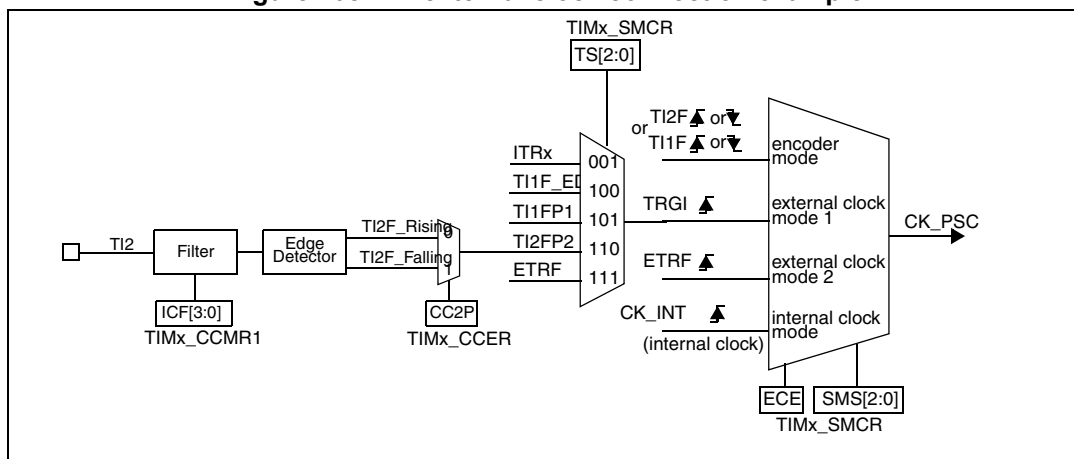 TIMx_SMCR
TS[2:0]
or TI2F or
TI1F or
encoder
mode
ITRx
001
TI1F_ED
100
TI1FP1
101
TRGI
external clock
mode 1
CK_PSC
TI2F_Rising
0
TI2
Filter
Edge
Detector
TI2FP2
110
TI2F_Falling
1
ETRF
111
ETRF
external clock
mode 2
ICF[3:0]
TIMx_CCMR1
CC2P
TIMx_CCER
CK_INT
(internal clock)
internal clock
mode
ECE
SMS[2:0]
TIMx_SMCR